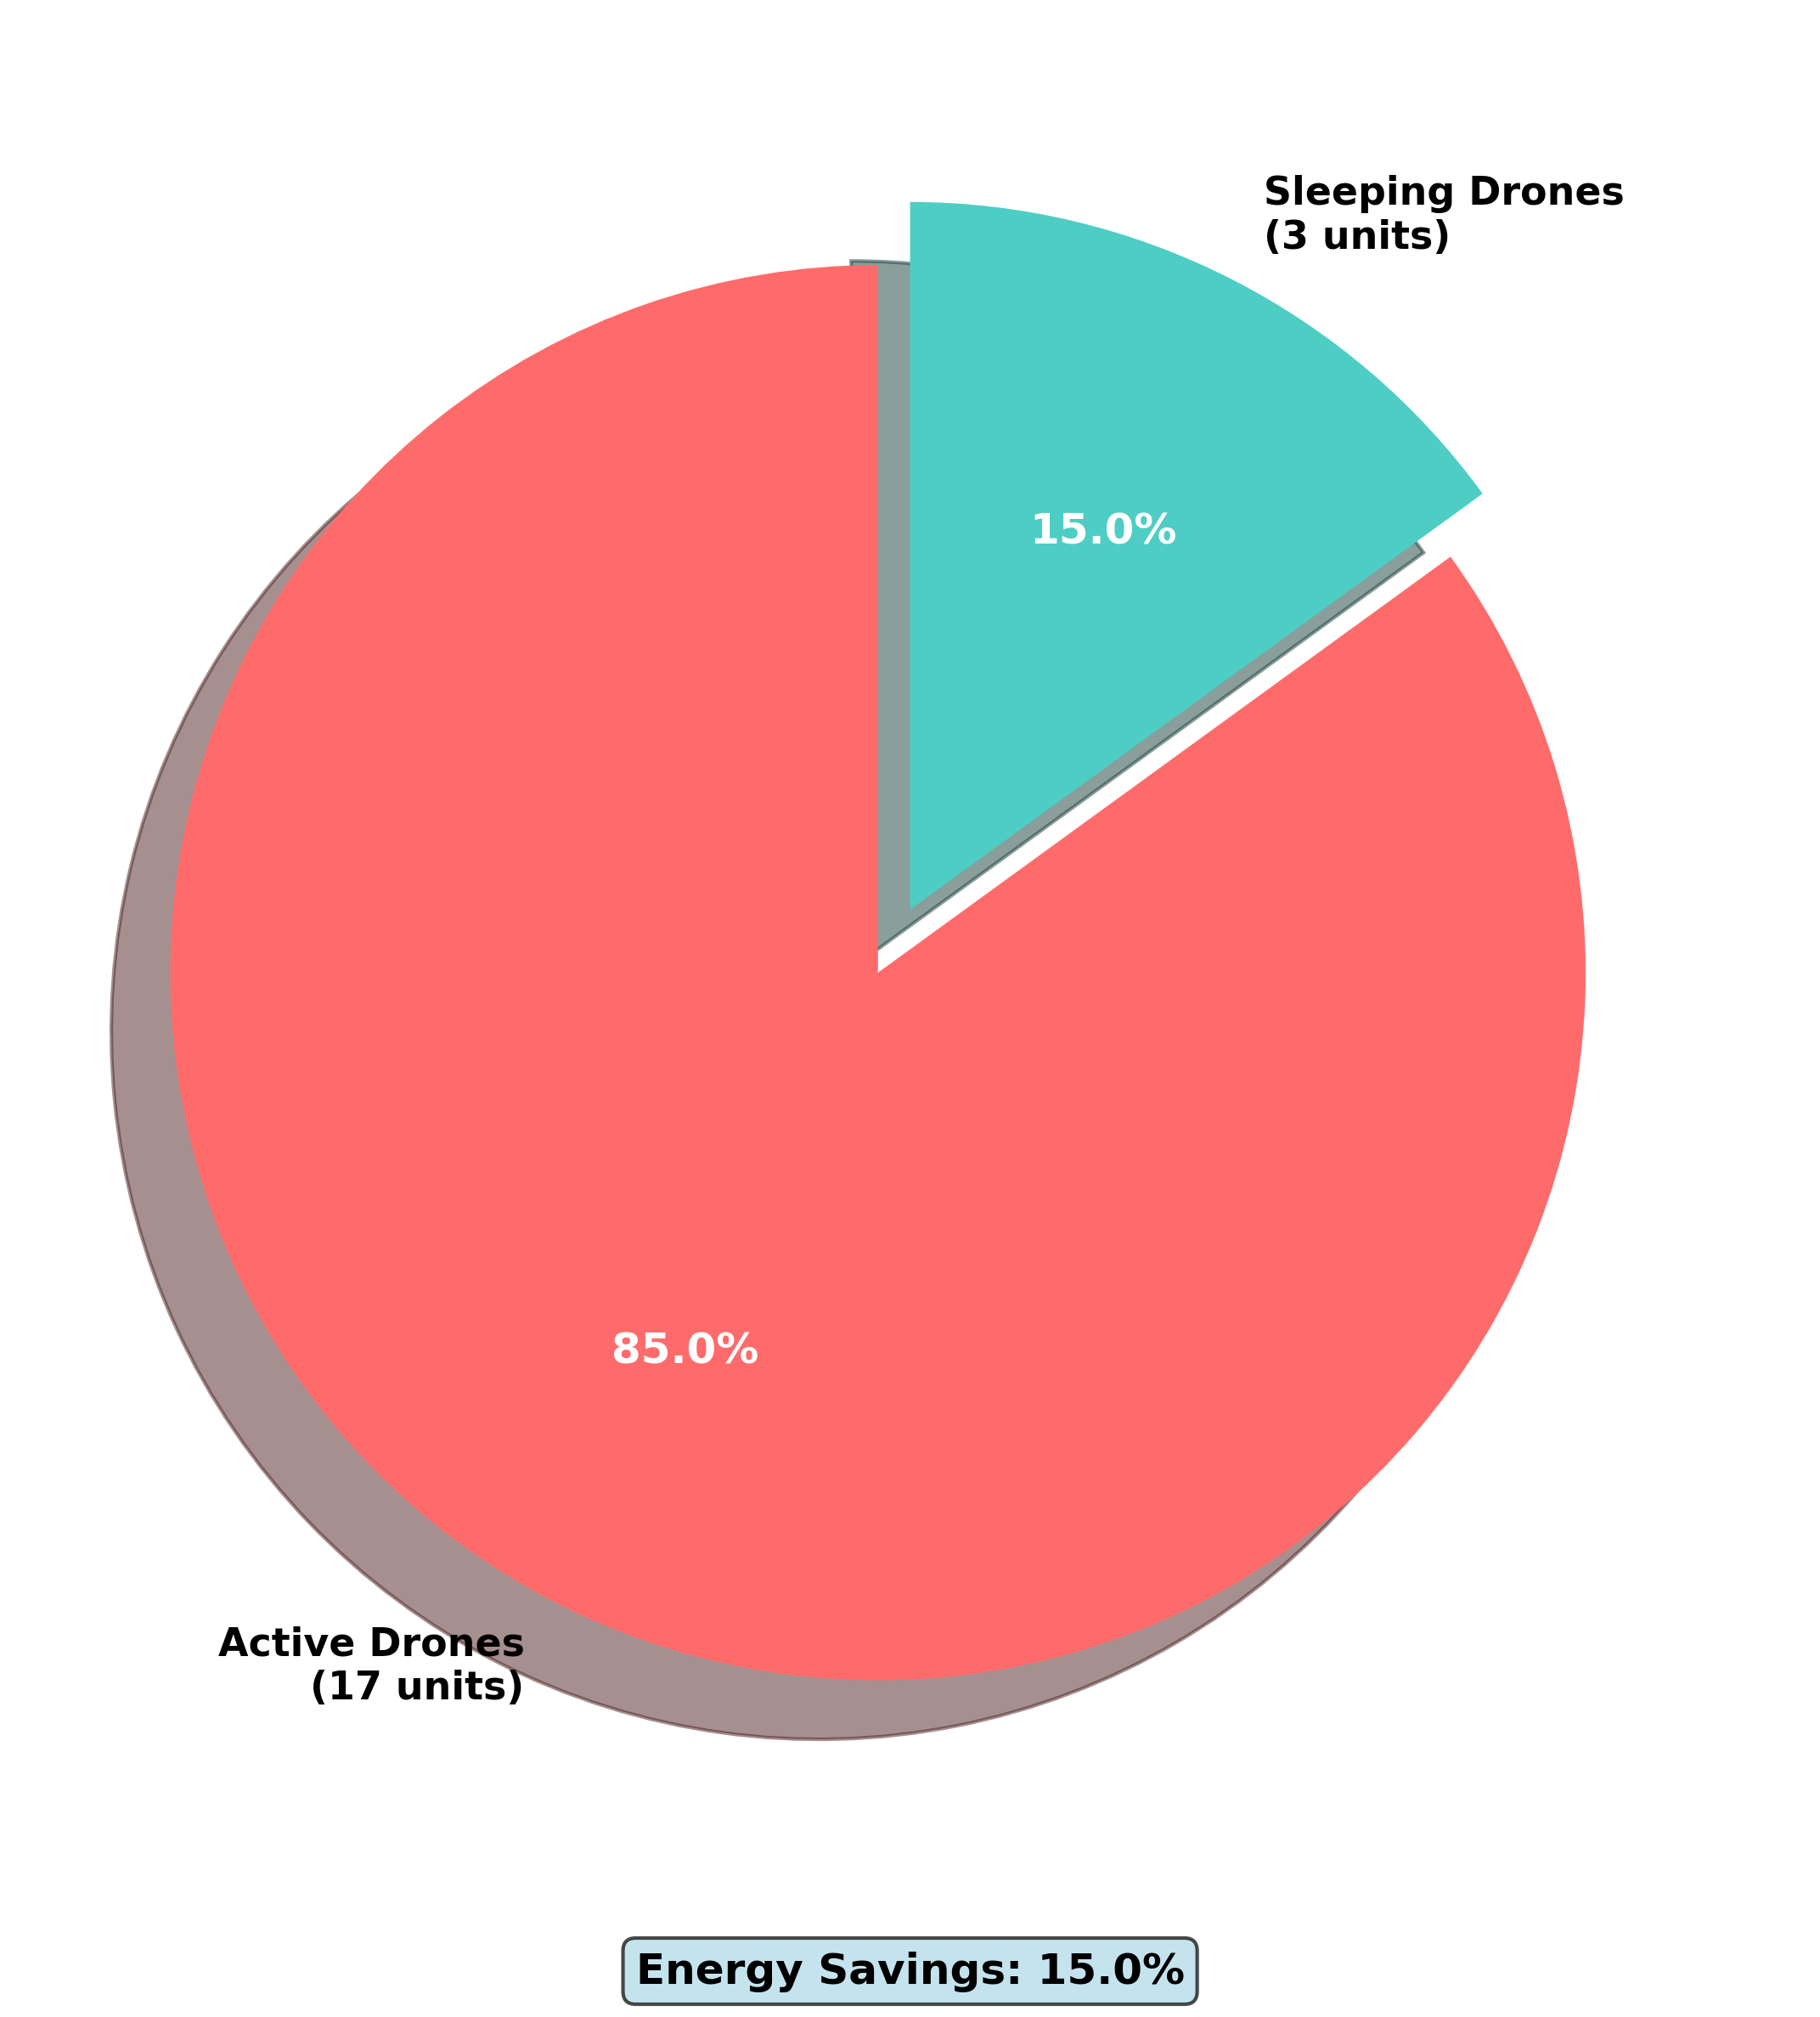 Sleeping Drones
(3 units)
15.0%
85.0%
Active Drones
(17 units)
Energy Savings: 15.0%